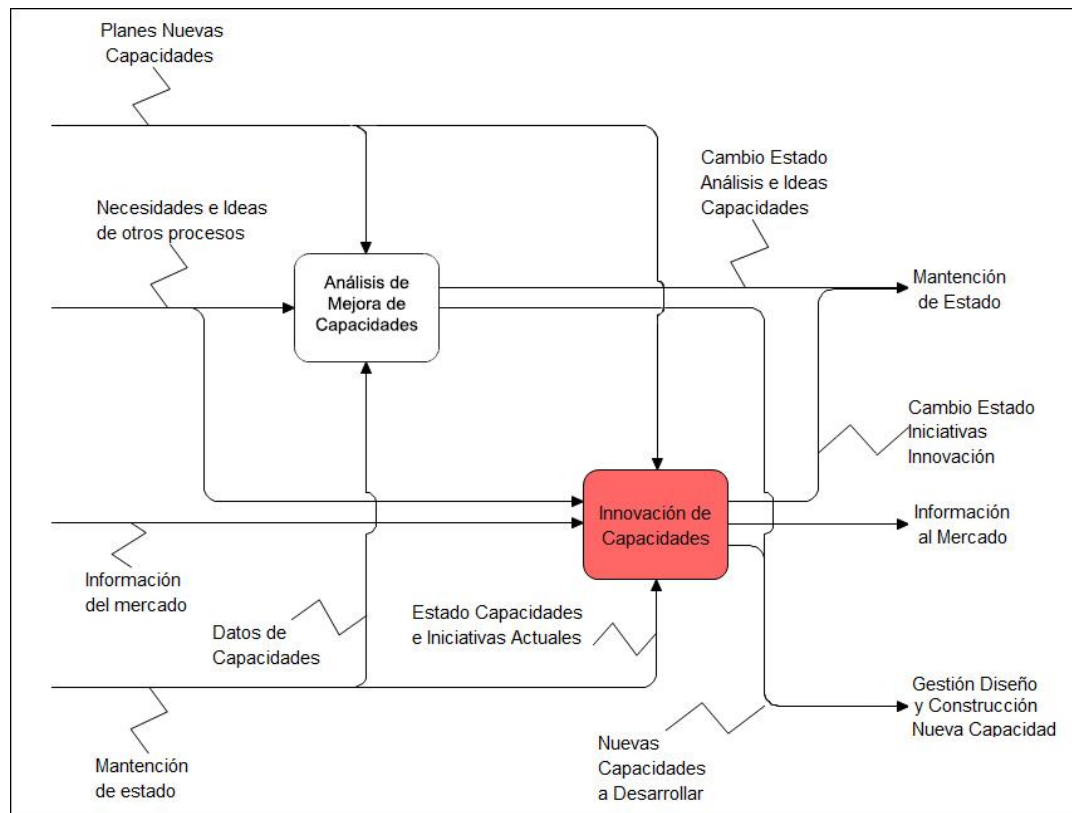 Planes Nuevas
Capacidades
Cambio Estado
Análisis e Ideas
Capacidades
Necesidades e Ideas
de otros procesos
Análisis de
Mejora de
Capacidades
Mantención
de Estado
Cambio Estado
Iniciativas
Innovación
Innovación de
Capacidades
Información
al Mercado
Información
del mercado
Datos de
Capacidades
Estado Capacidades
e Iniciativas Actuales
Gestión Diseño
y Construcción
Nueva Capacidad
Nuevas
Capacidades
a Desarrollar
Mantención
de estado